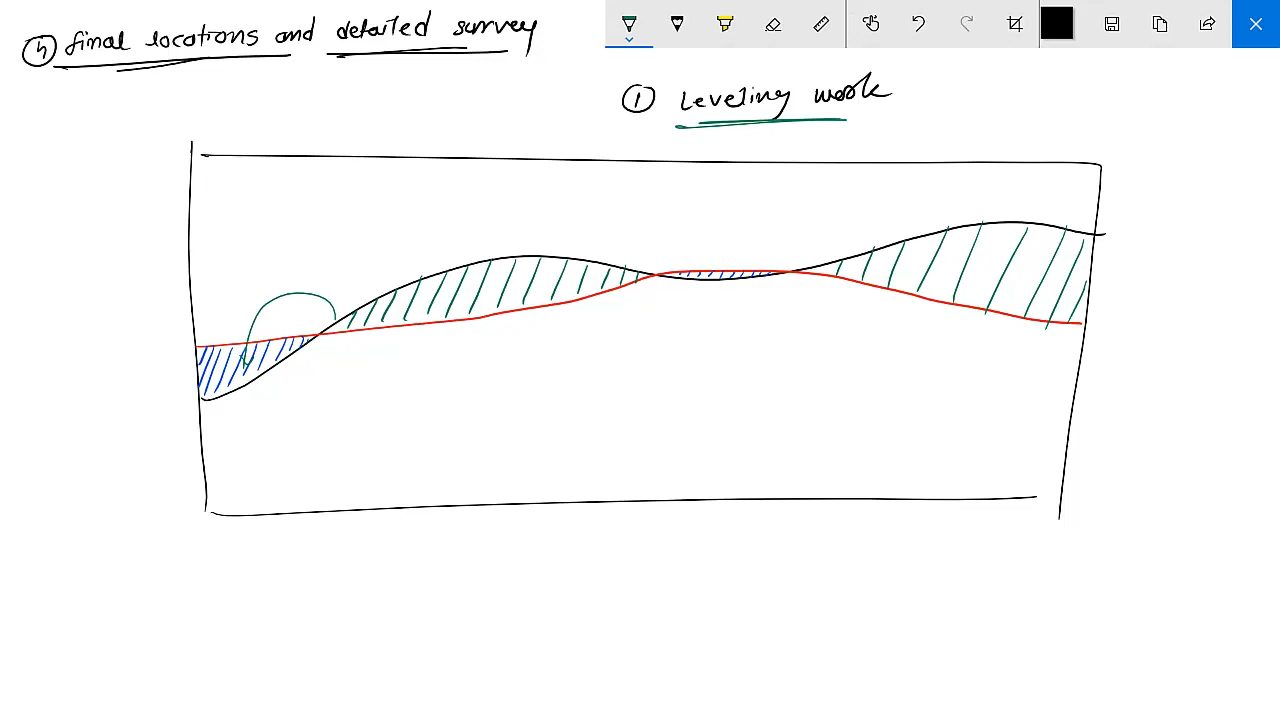 ④ final locations and detailed survey
① Leveling work